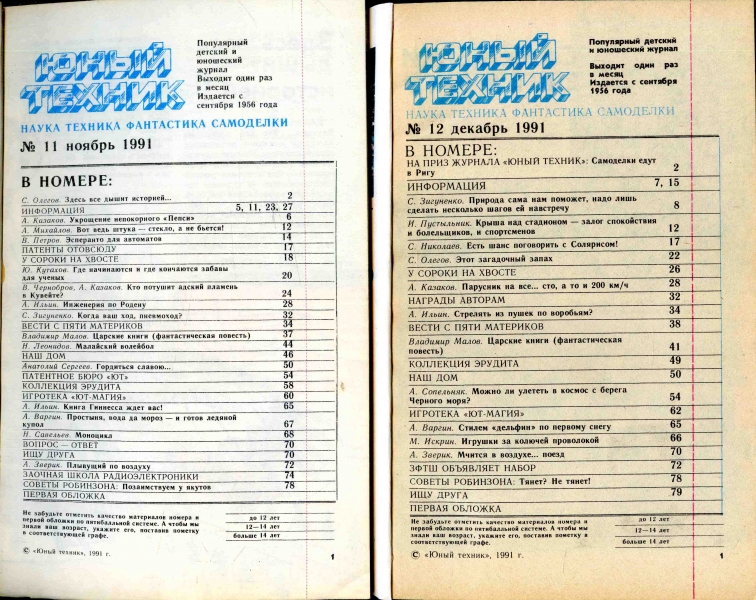 ЮНЫЙ
ТЕХНИК
Популярный
детский и
юношеский
журнал
Выходит один раз
в месяц
Издается с
сентября 1956 года
НАУКА ТЕХНИКА ФАНТАСТИКА САМОДЕЛКИ
№ 11 ноябрь 1991
В НОМЕРЕ:
С. Олегов. Здесь все дышит историей... 2
ИНФОРМАЦИЯ 5, 11, 23, 27
А. Казаков. Укрощение непокорного «Пепси» 6
А. Михайлов. Вот ведь штука — стекло, а не бьется! 12
В. Петров. Эсперанто для автоматов 14
ПАТЕНТЫ ОТОВСЮДУ 17
У СОРОКИ НА ХВОСТЕ 18
Ю. Кугахов. Где начинаются и где кончаются забавы
для ученых 20
В. Чернобров, А. Казаков. Кто потушит адский пламень
в Кувейте? 24
А. Ильин. Инженерия по Родену 28
С. Зигуненко. Когда ваш ход, пневмоход? 32
ВЕСТИ С ПЯТИ МАТЕРИКОВ 34
Владимир Малов. Царские книги (фантастическая повесть) 37
Н. Леонидов. Малайский волейбол 44
НАШ ДОМ 46
Анатолий Сергеев. Гордиться славою... 50
ПАТЕНТНОЕ БЮРО «ЮТ» 54
КОЛЛЕКЦИЯ ЭРУДИТА 58
ИГРОТЕКА «ЮТ-МАГИЯ» 60
А. Ильин. Книга Гиннесса ждет вас! 65
А. Варгин. Простыня, вода да мороз — и готов ледяной
купол 67
Н. Савельев. Моноцикл 68
ВОПРОС — ОТВЕТ 70
ИЩУ ДРУГА 70
А. Зверик. Плывущий по воздуху 72
ЗАОЧНАЯ ШКОЛА РАДИОЭЛЕКТРОНИКИ 74
СОВЕТЫ РОБИНЗОНА: Позаимствуем у якутов 78
ПЕРВАЯ ОБЛОЖКА
Не забудьте отметить качество материалов номера и
первой обложки по пятибалльной системе. А чтобы мы
знали ваш возраст, укажите его, поставив пометку
в соответствующей графе.
до 12 лет
12—14 лет
больше 14 лет
© «Юный техник», 1991 г.
1
ЮНЫЙ
ТЕХНИК
Популярный детский
и юношеский журнал
Выходит один раз
в месяц
Издается с сентября
1956 года
НАУКА ТЕХНИКА ФАНТАСТИКА САМОДЕЛКИ
№ 12 декабрь 1991
В НОМЕРЕ:
НА ПРИЗ ЖУРНАЛА «ЮНЫЙ ТЕХНИК»: Самоделки едут
в Ригу 2
ИНФОРМАЦИЯ 7, 15
С. Зигуненко. Природа сама нам поможет, надо лишь
сделать несколько шагов ей навстречу 8
И. Пустыльник. Крыша над стадионом — залог спокойствия
и болельщиков, и спортсменов 12
С. Николаев. Есть шанс поговорить с Солярисом! 17
С. Олегов. Этот загадочный запах 22
У СОРОКИ НА ХВОСТЕ 26
А. Казаков. Парусник на все... сто, а то и 200 км/ч 28
НАГРАДЫ АВТОРАМ 32
А. Ильин. Стрелять из пушек по воробьям? 34
ВЕСТИ С ПЯТИ МАТЕРИКОВ 38
Владимир Малов. Царские книги (фантастическая
повесть) 41
КОЛЛЕКЦИЯ ЭРУДИТА 49
НАШ ДОМ 50
А. Сопельняк. Можно ли улететь в космос с берега
Черного моря? 54
ИГРОТЕКА «ЮТ-МАГИЯ» 62
А. Варгин. Стилем «дельфин» по первому снегу 65
М. Искрин. Игрушки за колючей проволокой 66
А. Зверик. Мчится в воздухе... поезд 70
ЗФТШ ОБЪЯВЛЯЕТ НАБОР 72
СОВЕТЫ РОБИНЗОНА: Тянет? Не тянет! 78
ИЩУ ДРУГА 79
ПЕРВАЯ ОБЛОЖКА
Не забудьте отметить качество материалов номера и
первой обложки по пятибалльной системе. А чтобы мы
знали ваш возраст, укажите его, поставив пометку в
соответствующей графе.
до 12 лет
12—14 лет
больше 14 лет
© «Юный техник», 1991 г.
1